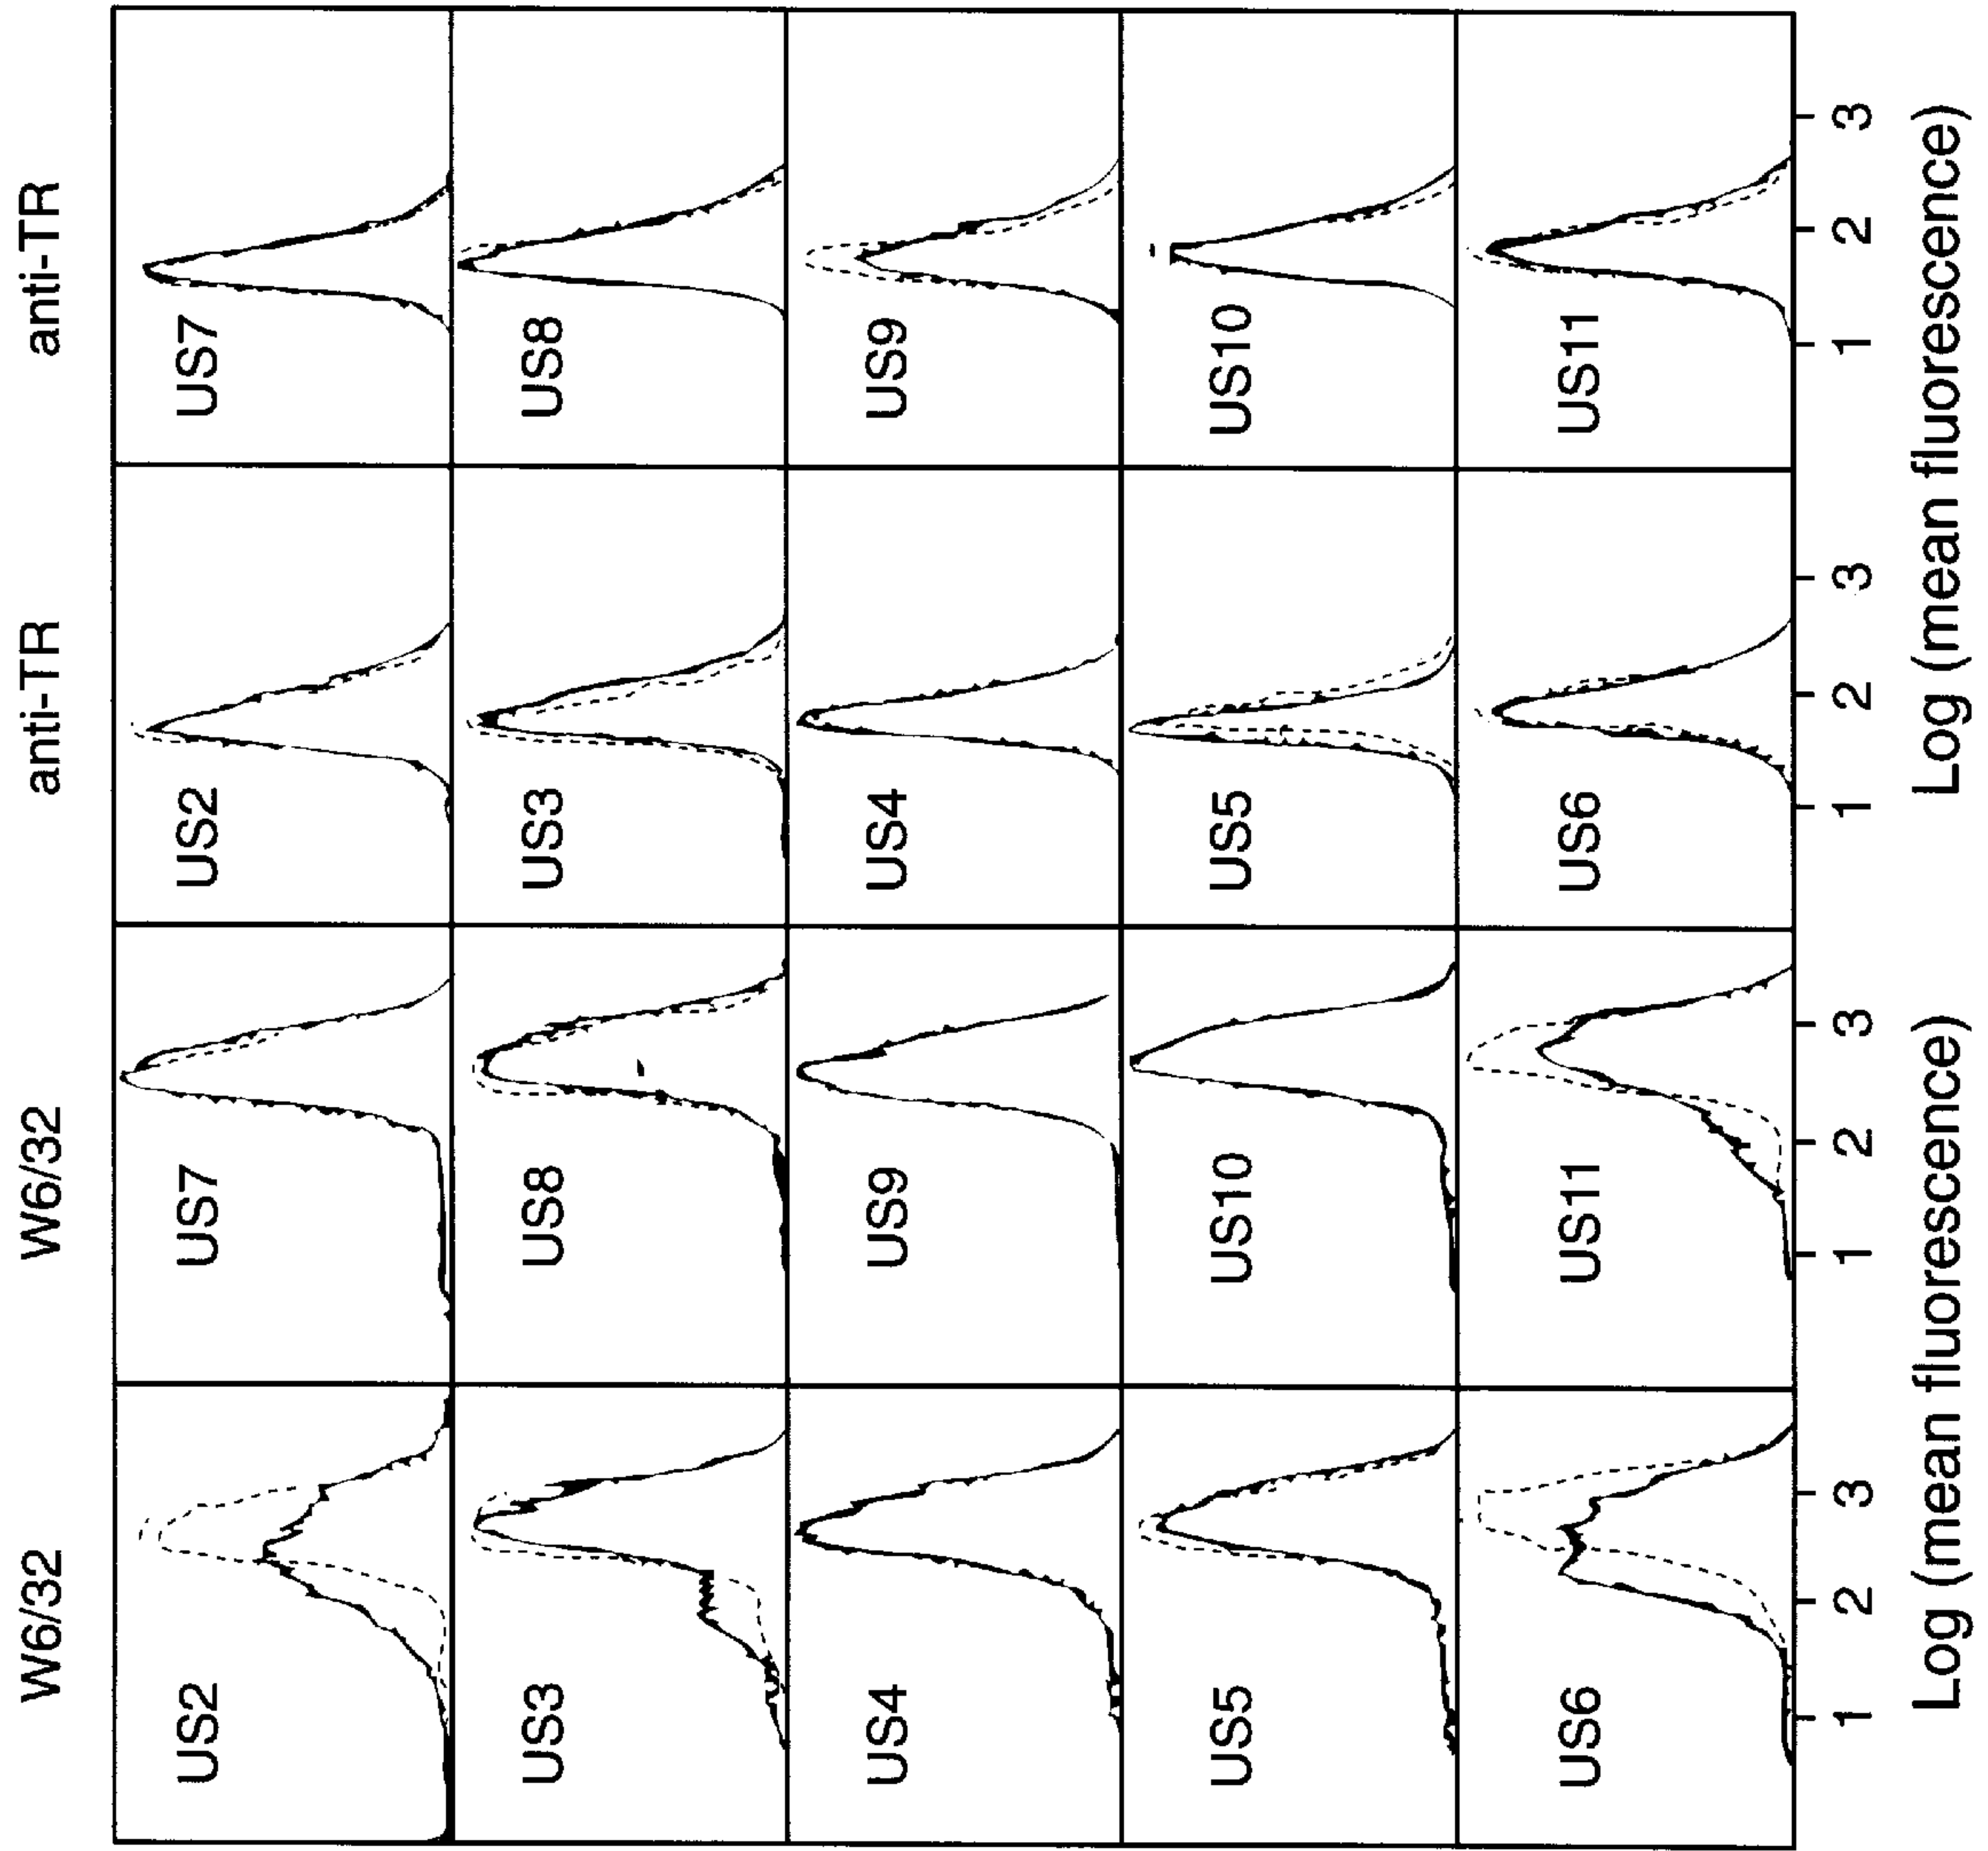 W6/32 W6/32 anti-TR anti-TR
US2 US7 US2 US7
US3 US8 US3 US8
US4 US9 US4 US9
US5 US10 US5 US10
US6 US11 US6 US11
1 2 3 1 2 3 1 2 3 1 2 3
Log (mean fluorescence) Log (mean fluorescence)